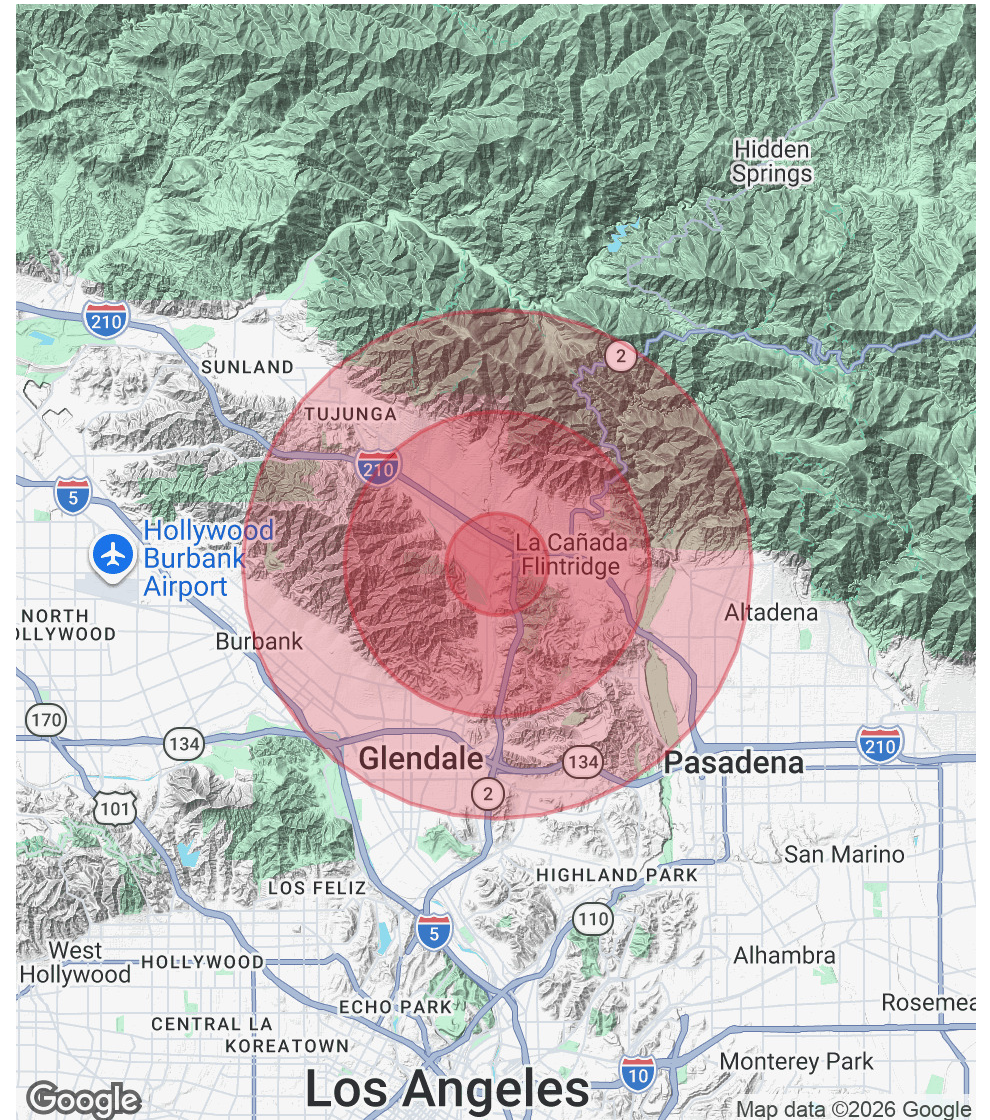 Hidden
Springs
210
2
SUNLAND
TUJUNGA
210
5
Hollywood
Burbank
Airport
La Cañada
Flintridge
NORTH
OLLYWOOD
Altadena
Burbank
170
134
210
Glendale
134
Pasadena
2
101
San Marino
HIGHLAND PARK
LOS FELIZ
110
5
West
Hollywood
HOLLYWOOD
Alhambra
ECHO PARK
Rosemea
CENTRAL LA
KOREATOWN
Monterey Park
10
Los Angeles
Google
Map data ©2026 Google